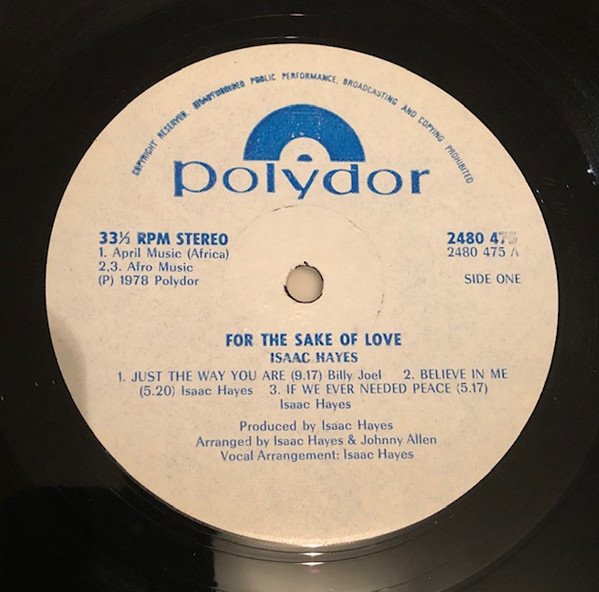 COPYRIGHT RESERVED. UNAUTHORISED PUBLIC PERFORMANCE, BROADCASTING AND COPYING PROHIBITED
polydor
33⅓ RPM STEREO
1. April Music (Africa)
2,3. Afro Music
(P) 1978 Polydor
2480 475
2480 475 A
SIDE ONE
FOR THE SAKE OF LOVE
ISAAC HAYES
1. JUST THE WAY YOU ARE (9.17) Billy Joel 2. BELIEVE IN ME
(5.20) Isaac Hayes 3. IF WE EVER NEEDED PEACE (5.17)
Isaac Hayes
Produced by Isaac Hayes
Arranged by Isaac Hayes & Johnny Allen
Vocal Arrangement: Isaac Hayes